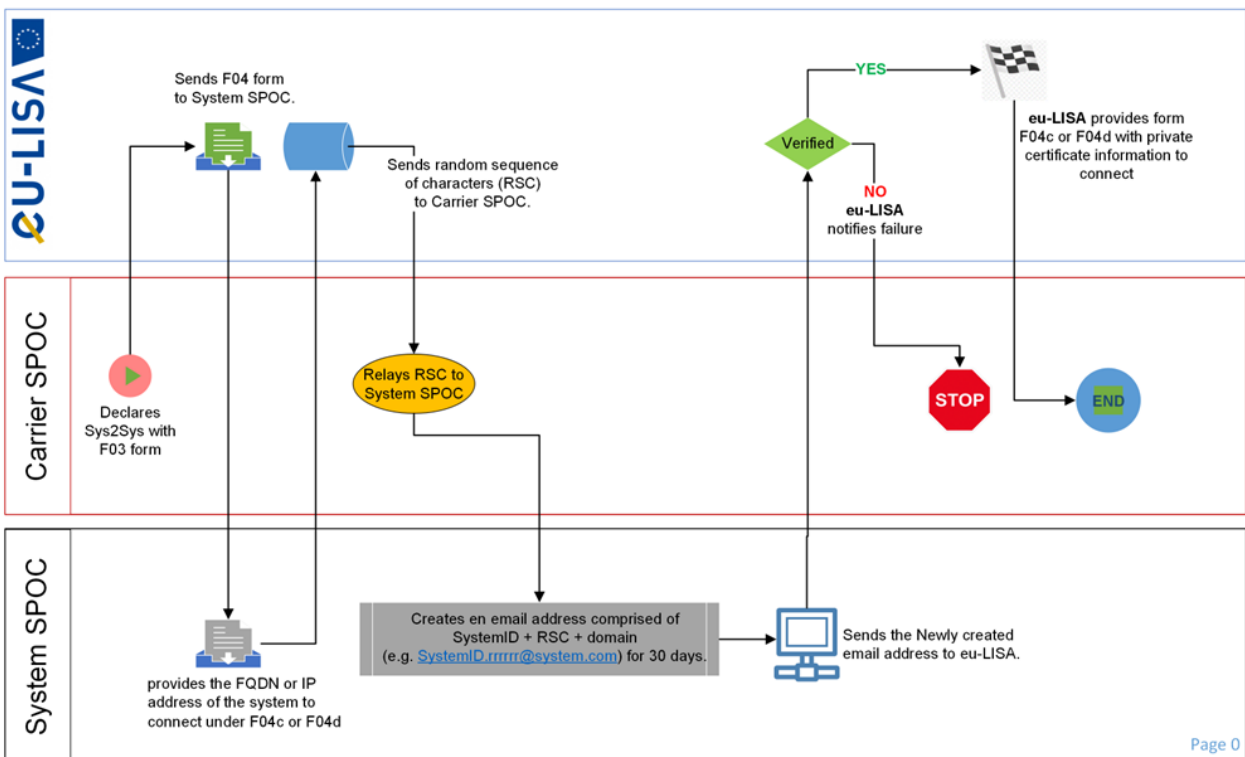 eu-LISA
Sends F04 form
to System SPOC.
Sends random sequence
of characters (RSC)
to Carrier SPOC.
Verified
YES
NO
eu-LISA
notifies failure
eu-LISA provides form
F04c or F04d with private
certificate information to
connect
Carrier SPOC
Declares
Sys2Sys with
F03 form
Relays RSC to
System SPOC
STOP
END
System SPOC
provides the FQDN or IP
address of the system to
connect under F04c or F04d
Creates en email address comprised of
SystemID + RSC + domain
(e.g. SystemID.rrrrrr@system.com) for 30 days.
Sends the Newly created
email address to eu-LISA.
Page 0